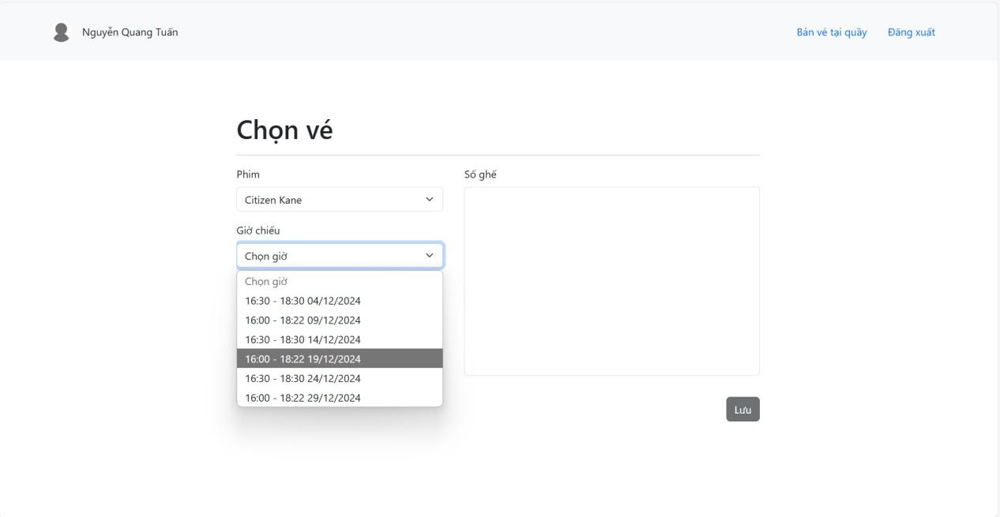 Nguyễn Quang Tuấn
Bán vé tại quầy
Đăng xuất
Chọn vé
Phim
Citizen Kane
Giờ chiếu
Chọn giờ
Chọn giờ
16:30 - 18:30 04/12/2024
16:00 - 18:22 09/12/2024
16:30 - 18:30 14/12/2024
16:00 - 18:22 19/12/2024
16:30 - 18:30 24/12/2024
16:00 - 18:22 29/12/2024
Số ghế
Lưu